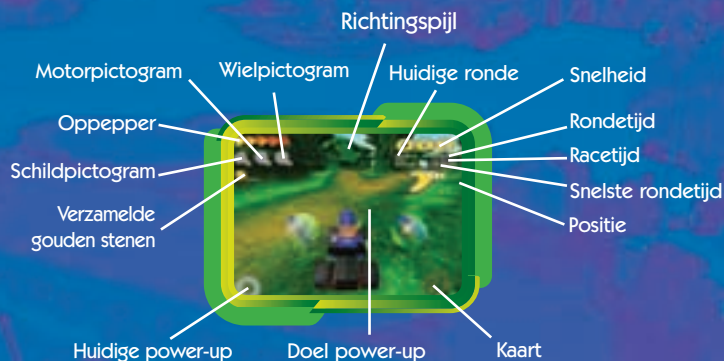 Richtingspijl
Motorpictogram
Wielpictogram
Huidige ronde
Snelheid
Oppepper
Rondetijd
Schildpictogram
Racetijd
Snelste rondetijd
Verzamelde
gouden stenen
Positie
Huidige power-up
Doel power-up
Kaart